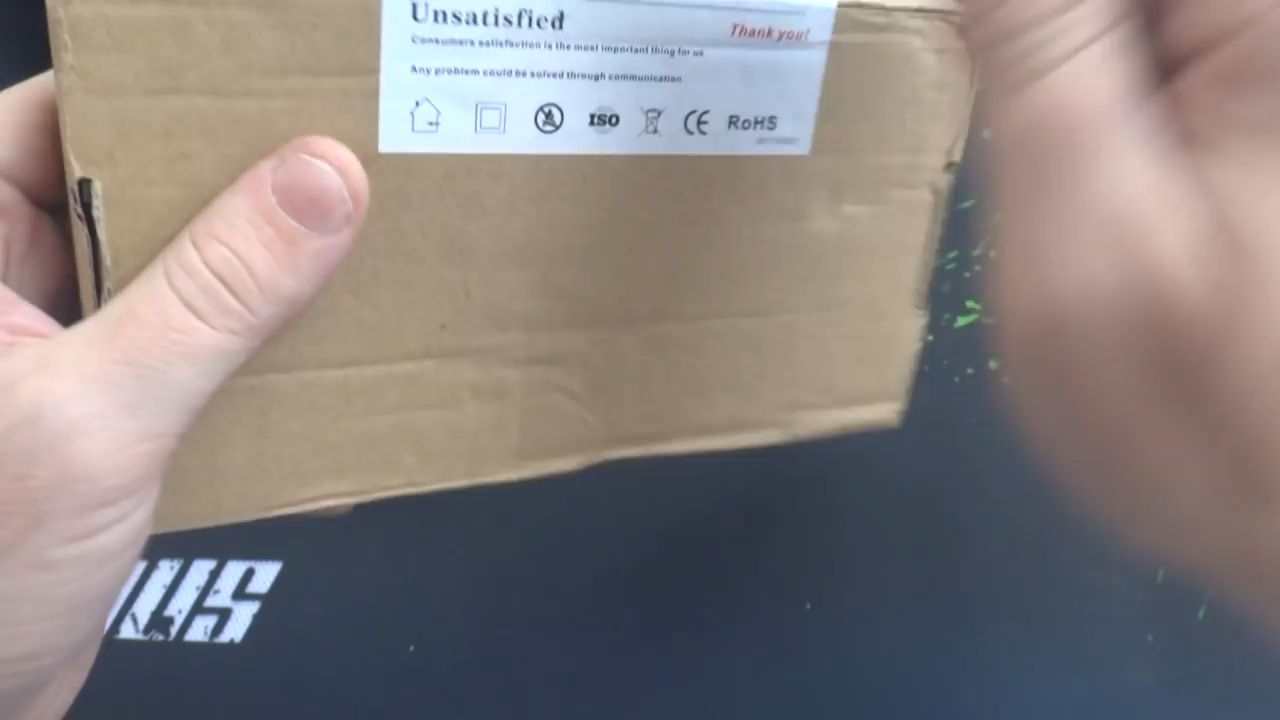 Unsatisfied
Thank you!
Consumers satisfaction is the most important thing for us
Any problem could be solved through communication
ISO CE RoHS
US